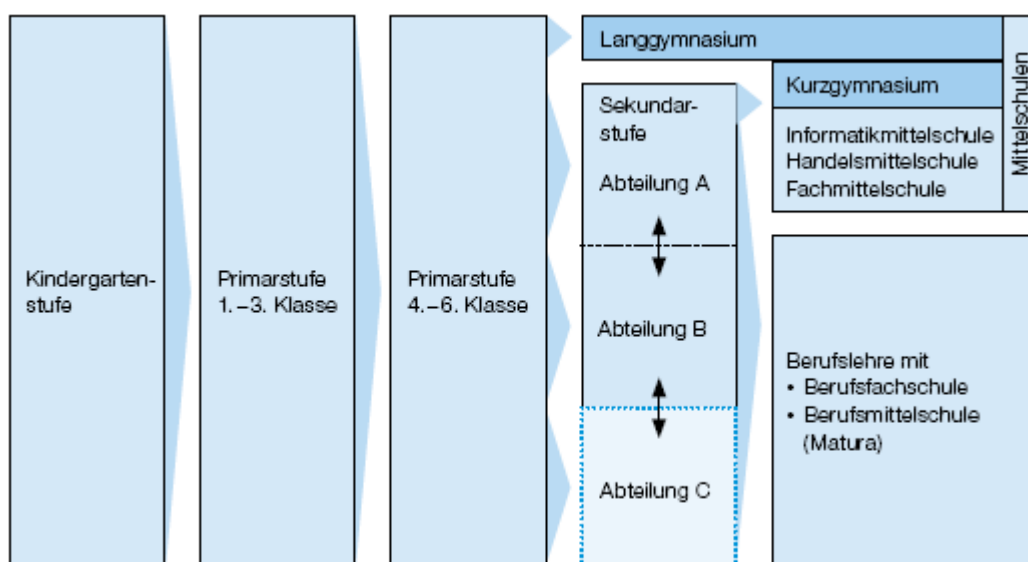 Kindergarten-
stufe
Primarstufe
1.–3. Klasse
Primarstufe
4.–6. Klasse
Langgymnasium
Sekundar-
stufe
Abteilung A
Abteilung B
Abteilung C
Kurzgymnasium
Informatikmittelschule
Handelsmittelschule
Fachmittelschule
Mittelschulen
Berufslehre mit
• Berufsfachschule
• Berufsmittelschule
(Matura)